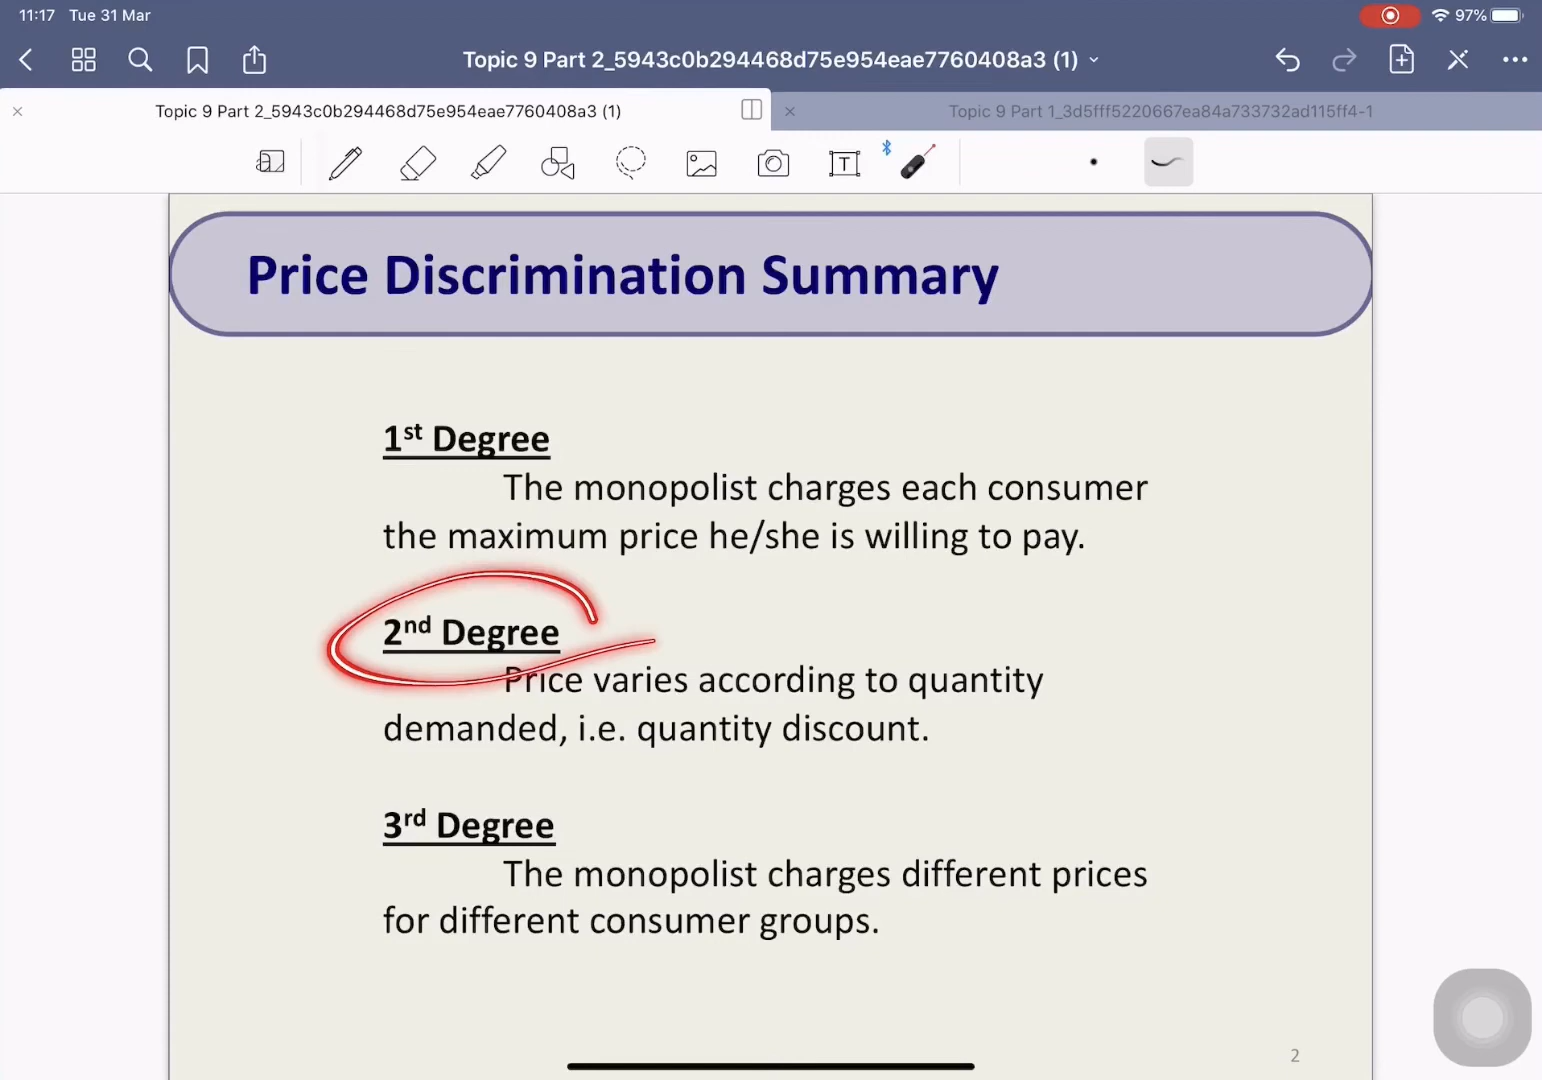 11:17 Tue 31 Mar
97%
Topic 9 Part 2_5943c0b294468d75e954eae7760408a3 (1)
Topic 9 Part 2_5943c0b294468d75e954eae7760408a3 (1)
Topic 9 Part 1_3d5fff5220667ea84a733732ad115ff4-1
Price Discrimination Summary
1st Degree
The monopolist charges each consumer
the maximum price he/she is willing to pay.
2nd Degree
Price varies according to quantity
demanded, i.e. quantity discount.
3rd Degree
The monopolist charges different prices
for different consumer groups.
2